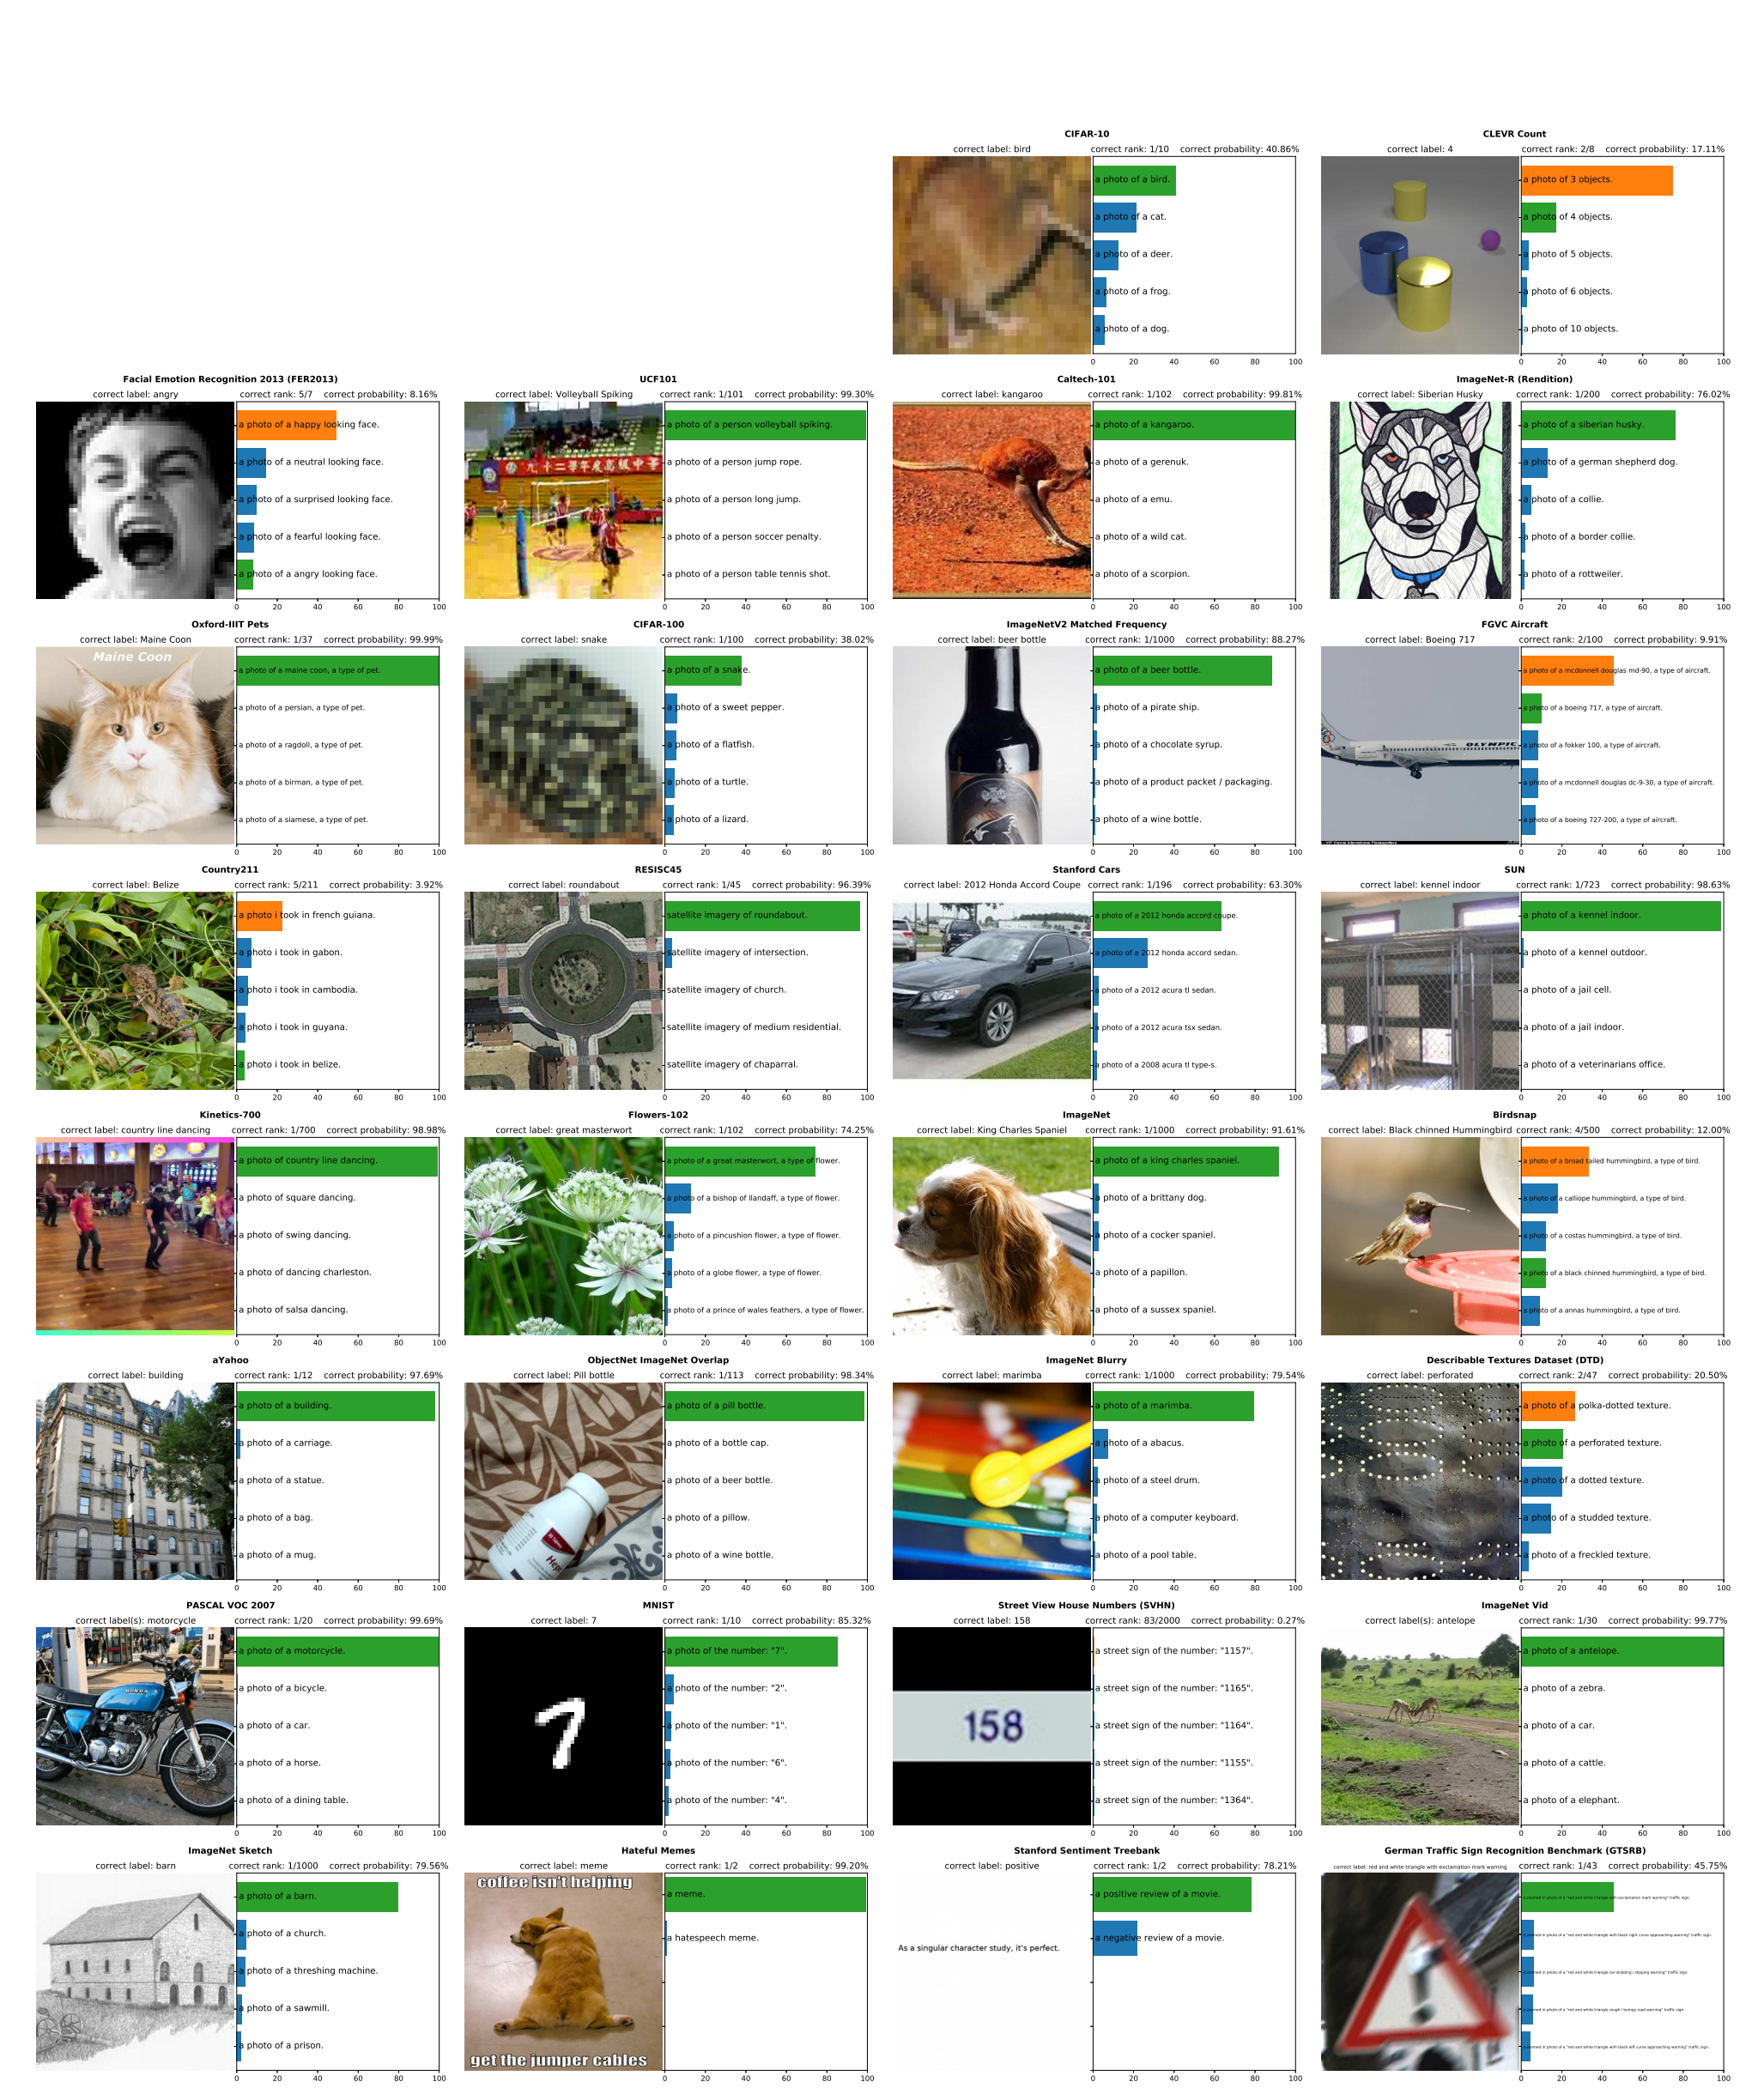 CIFAR-10
correct label: bird correct rank: 1/10 correct probability: 40.86%
a photo of a bird.
a photo of a cat.
a photo of a deer.
a photo of a frog.
a photo of a dog.
0 20 40 60 80 100
CLEVR Count
correct label: 4 correct rank: 2/8 correct probability: 17.11%
a photo of 3 objects.
a photo of 4 objects.
a photo of 5 objects.
a photo of 6 objects.
a photo of 10 objects.
0 20 40 60 80 100
Facial Emotion Recognition 2013 (FER2013)
correct label: angry correct rank: 5/7 correct probability: 8.16%
a photo of a happy looking face.
a photo of a neutral looking face.
a photo of a surprised looking face.
a photo of a fearful looking face.
a photo of a angry looking face.
0 20 40 60 80 100
UCF101
correct label: Volleyball Spiking correct rank: 1/101 correct probability: 99.30%
a photo of a person volleyball spiking.
a photo of a person jump rope.
a photo of a person long jump.
a photo of a person soccer penalty.
a photo of a person table tennis shot.
0 20 40 60 80 100
Caltech-101
correct label: kangaroo correct rank: 1/102 correct probability: 99.81%
a photo of a kangaroo.
a photo of a gerenuk.
a photo of a emu.
a photo of a wild cat.
a photo of a scorpion.
0 20 40 60 80 100
ImageNet-R (Rendition)
correct label: Siberian Husky correct rank: 1/200 correct probability: 76.02%
a photo of a siberian husky.
a photo of a german shepherd dog.
a photo of a collie.
a photo of a border collie.
a photo of a rottweiler.
0 20 40 60 80 100
Oxford-IIIT Pets
correct label: Maine Coon correct rank: 1/37 correct probability: 99.99%
Maine Coon
a photo of a maine coon, a type of pet.
a photo of a persian, a type of pet.
a photo of a ragdoll, a type of pet.
a photo of a birman, a type of pet.
a photo of a siamese, a type of pet.
0 20 40 60 80 100
CIFAR-100
correct label: snake correct rank: 1/100 correct probability: 38.02%
a photo of a snake.
a photo of a sweet pepper.
a photo of a flatfish.
a photo of a turtle.
a photo of a lizard.
0 20 40 60 80 100
ImageNetV2 Matched Frequency
correct label: beer bottle correct rank: 1/1000 correct probability: 88.27%
a photo of a beer bottle.
a photo of a pirate ship.
a photo of a chocolate syrup.
a photo of a product packet / packaging.
a photo of a wine bottle.
0 20 40 60 80 100
FGVC Aircraft
correct label: Boeing 717 correct rank: 2/100 correct probability: 9.91%
OLYMPIC
a photo of a mcdonnell douglas md-90, a type of aircraft.
a photo of a boeing 717, a type of aircraft.
a photo of a fokker 100, a type of aircraft.
a photo of a mcdonnell douglas dc-9-30, a type of aircraft.
a photo of a boeing 727-200, a type of aircraft.
0 20 40 60 80 100
Country211
correct label: Belize correct rank: 5/211 correct probability: 3.92%
a photo i took in french guiana.
a photo i took in gabon.
a photo i took in cambodia.
a photo i took in guyana.
a photo i took in belize.
0 20 40 60 80 100
RESISC45
correct label: roundabout correct rank: 1/45 correct probability: 96.39%
satellite imagery of roundabout.
satellite imagery of intersection.
satellite imagery of church.
satellite imagery of medium residential.
satellite imagery of chaparral.
0 20 40 60 80 100
Stanford Cars
correct label: 2012 Honda Accord Coupe correct rank: 1/196 correct probability: 63.30%
a photo of a 2012 honda accord coupe.
a photo of a 2012 honda accord sedan.
a photo of a 2012 acura tl sedan.
a photo of a 2012 acura tsx sedan.
a photo of a 2008 acura tl type-s.
0 20 40 60 80 100
SUN
correct label: kennel indoor correct rank: 1/723 correct probability: 98.63%
a photo of a kennel indoor.
a photo of a kennel outdoor.
a photo of a jail cell.
a photo of a jail indoor.
a photo of a veterinarians office.
0 20 40 60 80 100
Kinetics-700
correct label: country line dancing correct rank: 1/700 correct probability: 98.98%
a photo of country line dancing.
a photo of square dancing.
a photo of swing dancing.
a photo of dancing charleston.
a photo of salsa dancing.
0 20 40 60 80 100
Flowers-102
correct label: great masterwort correct rank: 1/102 correct probability: 74.25%
a photo of a great masterwort, a type of flower.
a photo of a bishop of llandaff, a type of flower.
a photo of a pincushion flower, a type of flower.
a photo of a globe flower, a type of flower.
a photo of a prince of wales feathers, a type of flower.
0 20 40 60 80 100
ImageNet
correct label: King Charles Spaniel correct rank: 1/1000 correct probability: 91.61%
a photo of a king charles spaniel.
a photo of a brittany dog.
a photo of a cocker spaniel.
a photo of a papillon.
a photo of a sussex spaniel.
0 20 40 60 80 100
Birdsnap
correct label: Black chinned Hummingbird correct rank: 4/500 correct probability: 12.00%
a photo of a broad tailed hummingbird, a type of bird.
a photo of a calliope hummingbird, a type of bird.
a photo of a costas hummingbird, a type of bird.
a photo of a black chinned hummingbird, a type of bird.
a photo of a annas hummingbird, a type of bird.
0 20 40 60 80 100
aYahoo
correct label: building correct rank: 1/12 correct probability: 97.69%
a photo of a building.
a photo of a carriage.
a photo of a statue.
a photo of a bag.
a photo of a mug.
0 20 40 60 80 100
ObjectNet ImageNet Overlap
correct label: Pill bottle correct rank: 1/113 correct probability: 98.34%
a photo of a pill bottle.
a photo of a bottle cap.
a photo of a beer bottle.
a photo of a pillow.
a photo of a wine bottle.
0 20 40 60 80 100
ImageNet Blurry
correct label: marimba correct rank: 1/1000 correct probability: 79.54%
a photo of a marimba.
a photo of a abacus.
a photo of a steel drum.
a photo of a computer keyboard.
a photo of a pool table.
0 20 40 60 80 100
Describable Textures Dataset (DTD)
correct label: perforated correct rank: 2/47 correct probability: 20.50%
a photo of a polka-dotted texture.
a photo of a perforated texture.
a photo of a dotted texture.
a photo of a studded texture.
a photo of a freckled texture.
0 20 40 60 80 100
PASCAL VOC 2007
correct label(s): motorcycle correct rank: 1/20 correct probability: 99.69%
HONDA
a photo of a motorcycle.
a photo of a bicycle.
a photo of a car.
a photo of a horse.
a photo of a dining table.
0 20 40 60 80 100
MNIST
correct label: 7 correct rank: 1/10 correct probability: 85.32%
7
a photo of the number: "7".
a photo of the number: "2".
a photo of the number: "1".
a photo of the number: "6".
a photo of the number: "4".
0 20 40 60 80 100
Street View House Numbers (SVHN)
correct label: 158 correct rank: 83/2000 correct probability: 0.27%
158
a street sign of the number: "1157".
a street sign of the number: "1165".
a street sign of the number: "1164".
a street sign of the number: "1155".
a street sign of the number: "1364".
0 20 40 60 80 100
ImageNet Vid
correct label(s): antelope correct rank: 1/30 correct probability: 99.77%
a photo of a antelope.
a photo of a zebra.
a photo of a car.
a photo of a cattle.
a photo of a elephant.
0 20 40 60 80 100
ImageNet Sketch
correct label: barn correct rank: 1/1000 correct probability: 79.56%
a photo of a barn.
a photo of a church.
a photo of a threshing machine.
a photo of a sawmill.
a photo of a prison.
0 20 40 60 80 100
Hateful Memes
correct label: meme correct rank: 1/2 correct probability: 99.20%
coffee isn't helping
get the jumper cables
a meme.
a hatespeech meme.
0 20 40 60 80 100
Stanford Sentiment Treebank
correct label: positive correct rank: 1/2 correct probability: 78.21%
As a singular character study, it's perfect.
a positive review of a movie.
a negative review of a movie.
0 20 40 60 80 100
German Traffic Sign Recognition Benchmark (GTSRB)
correct label: red and white triangle with exclamation mark warning correct rank: 1/43 correct probability: 45.75%
a zoomed in photo of a "red and white triangle with exclamation mark warning" traffic sign.
a zoomed in photo of a "red and white triangle with black right curve approaching warning" traffic sign.
a zoomed in photo of a "red and white triangle car skidding / slipping warning" traffic sign.
a zoomed in photo of a "red and white triangle rough / bumpy road warning" traffic sign.
a zoomed in photo of a "red and white triangle with black left curve approaching warning" traffic sign.
0 20 40 60 80 100